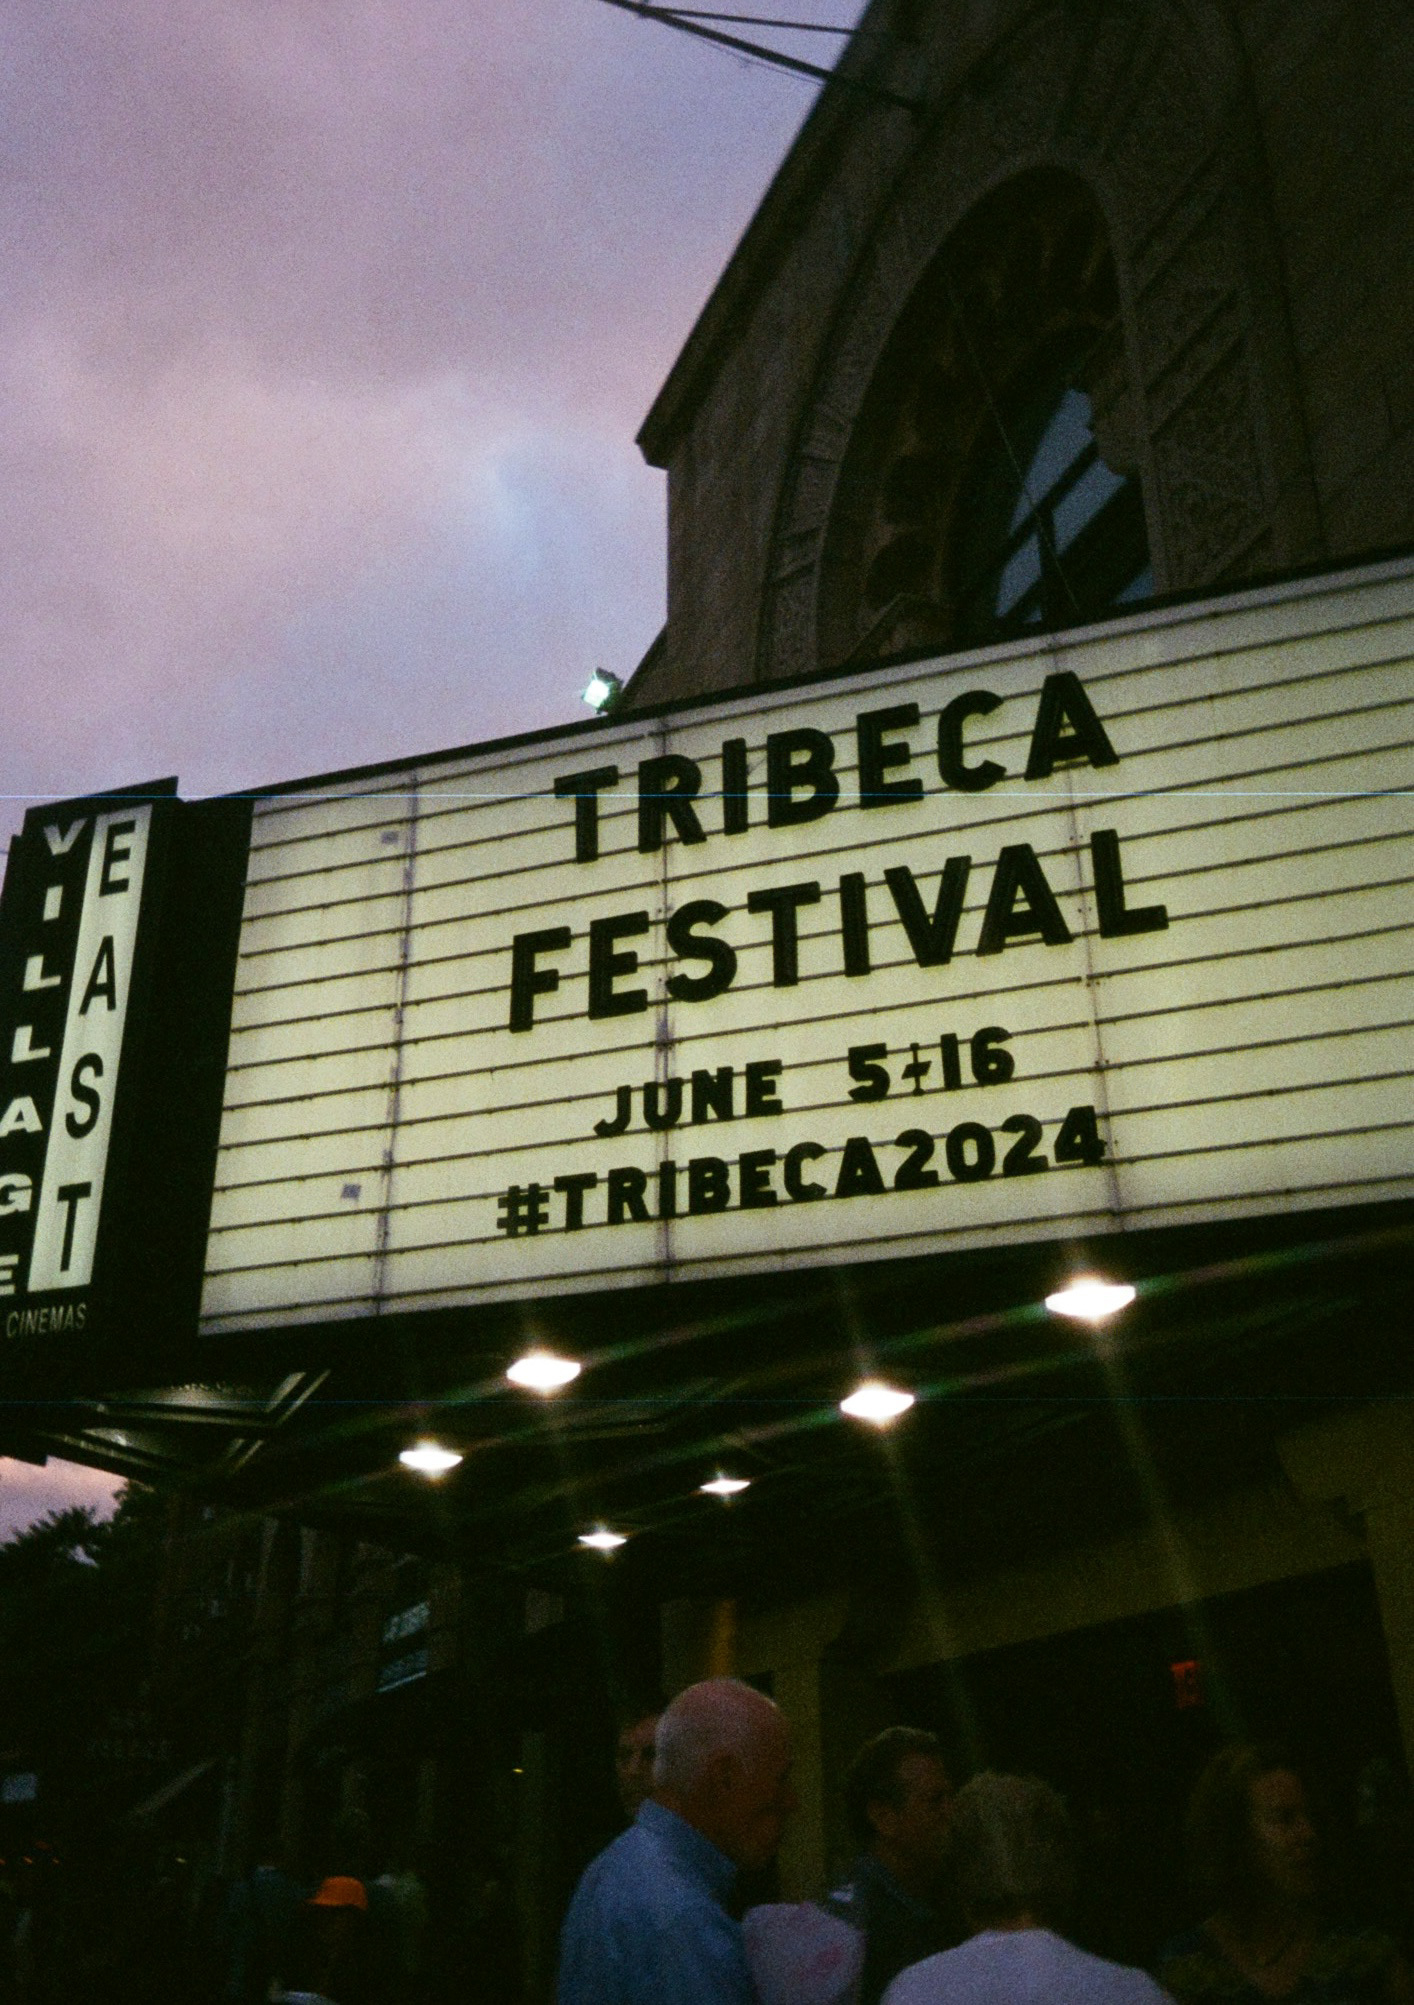 VILLAGE
EAST
CINEMAS
TRIBECA
FESTIVAL
JUNE 5-16
#TRIBECA2024